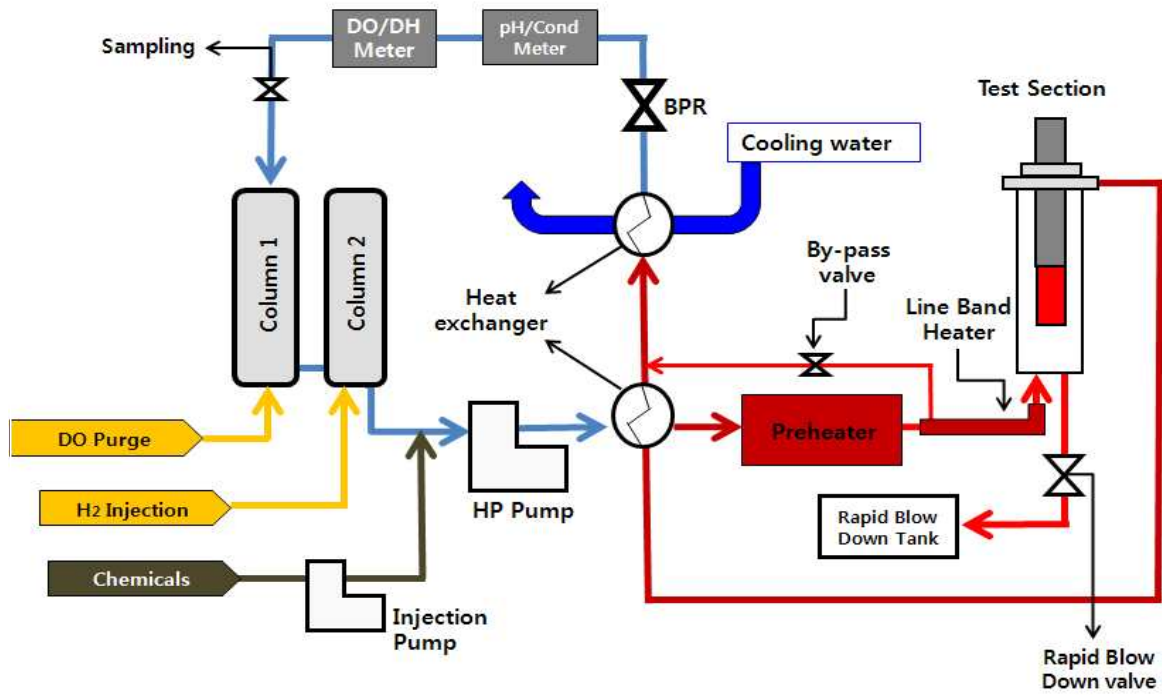 DO/DH
Meter
pH/Cond
Meter
Sampling
BPR
Test Section
Cooling water
Column 1
Column 2
By-pass
valve
Heat
exchanger
Line Band
Heater
DO Purge
Preheater
H2 Injection
HP Pump
Rapid Blow
Down Tank
Chemicals
Injection
Pump
Rapid Blow
Down valve